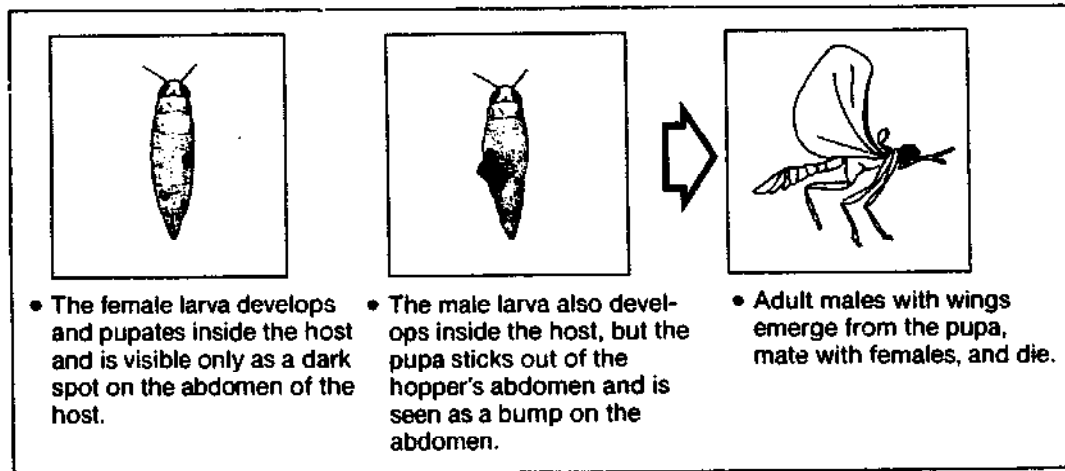 • The female larva develops
and pupates inside the host
and is visible only as a dark
spot on the abdomen of the
host.
• The male larva also devel-
ops inside the host, but the
pupa sticks out of the
hopper's abdomen and is
seen as a bump on the
abdomen.
• Adult males with wings
emerge from the pupa,
mate with females, and die.